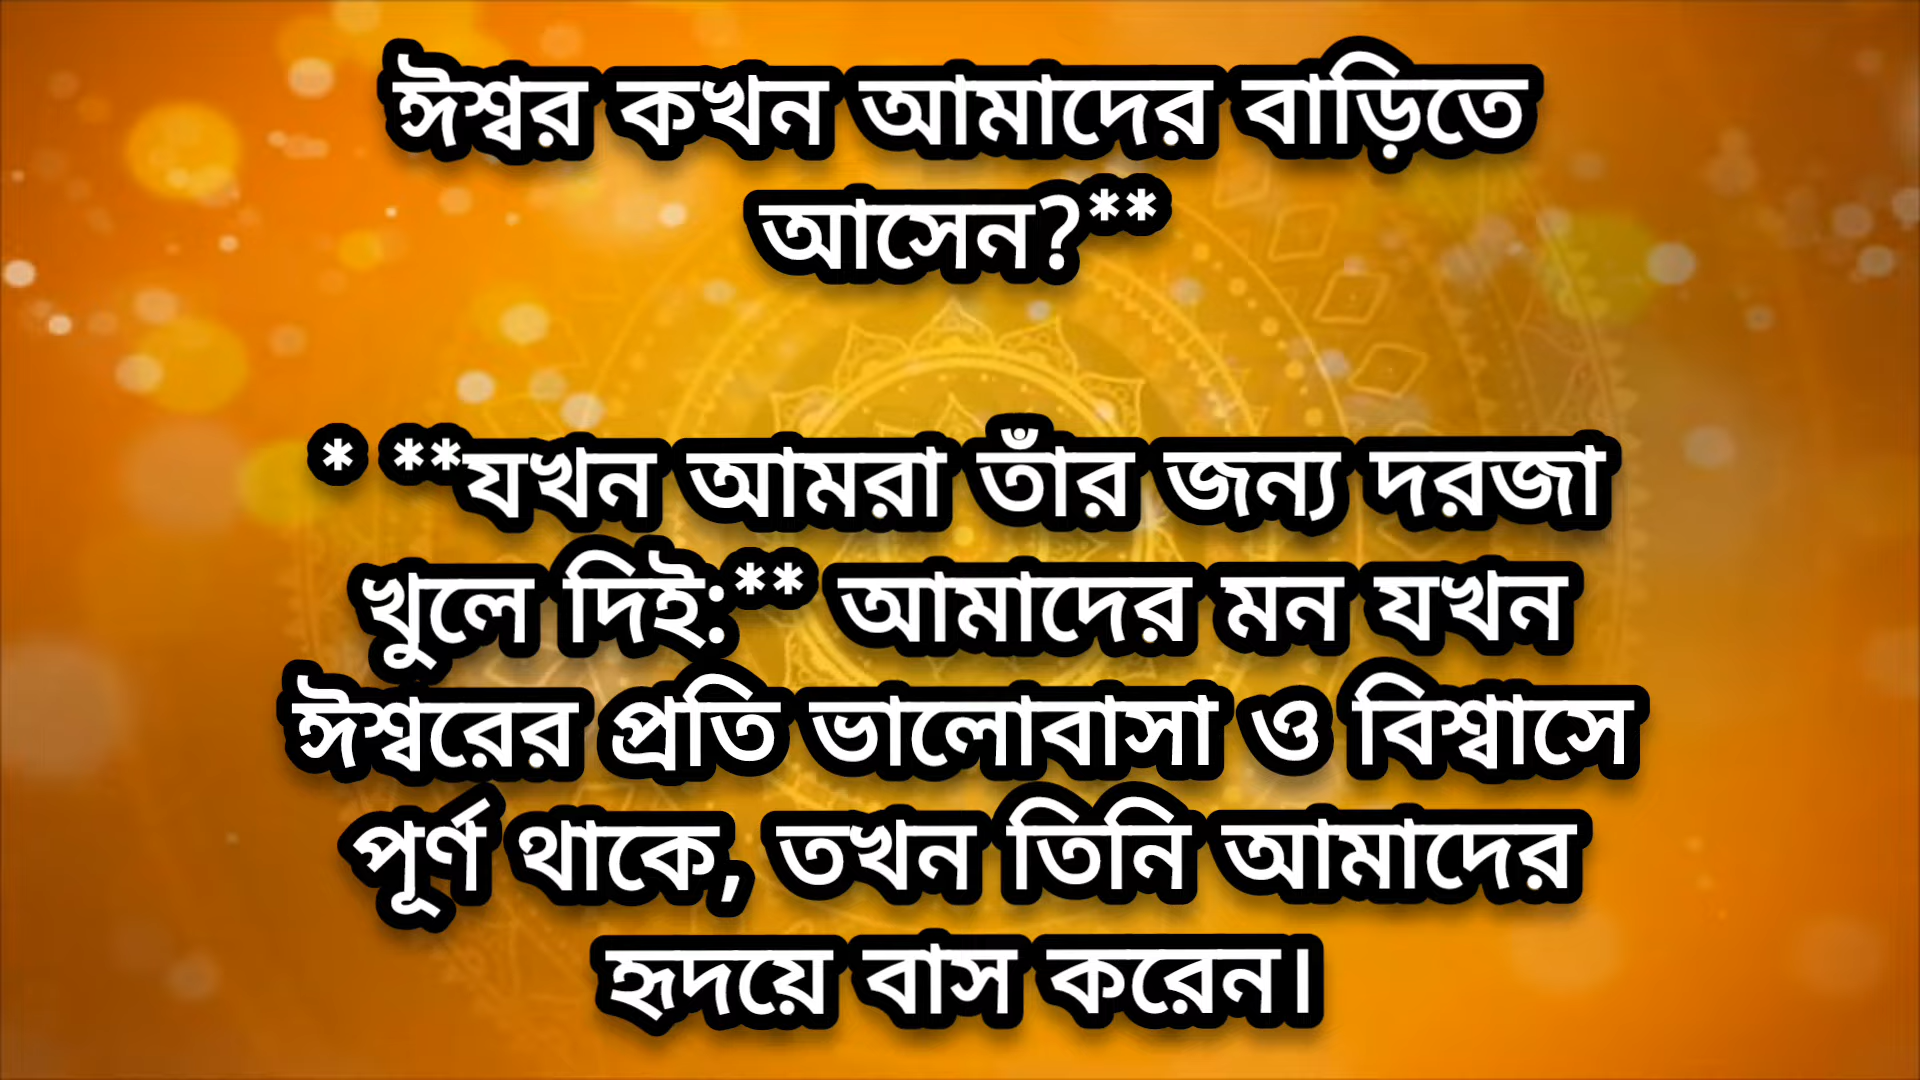 ঈশ্বর কখন আমাদের বাড়িতে
আসেন?**
* **যখন আমরা তাঁর জন্য দরজা
খুলে দিই:** আমাদের মন যখন
ঈশ্বরের প্রতি ভালোবাসা ও বিশ্বাসে
পূর্ণ থাকে, তখন তিনি আমাদের
হৃদয়ে বাস করেন।